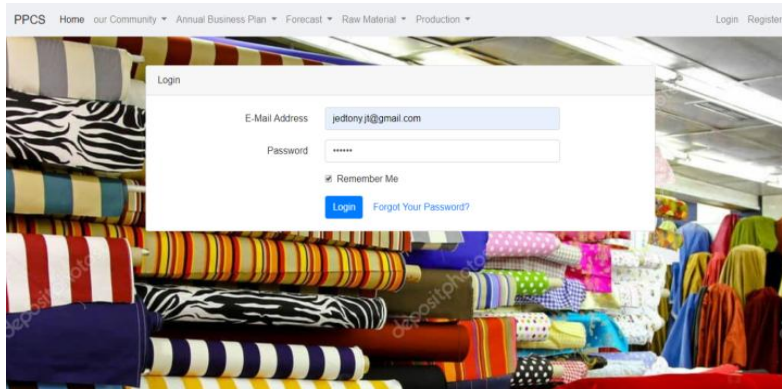 PPCS Home our Community Annual Business Plan Forecast Raw Material Production Login Register
Login
E-Mail Address jedtony.jt@gmail.com
Password ••••••
Remember Me
Login Forgot Your Password?
depositphotos